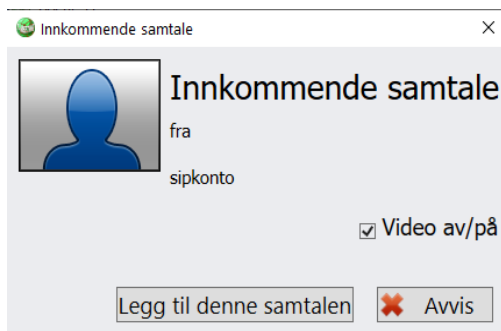 Innkommende samtale
Innkommende samtale
fra
sipkonto
Video av/på
Legg til denne samtalen
Avvis